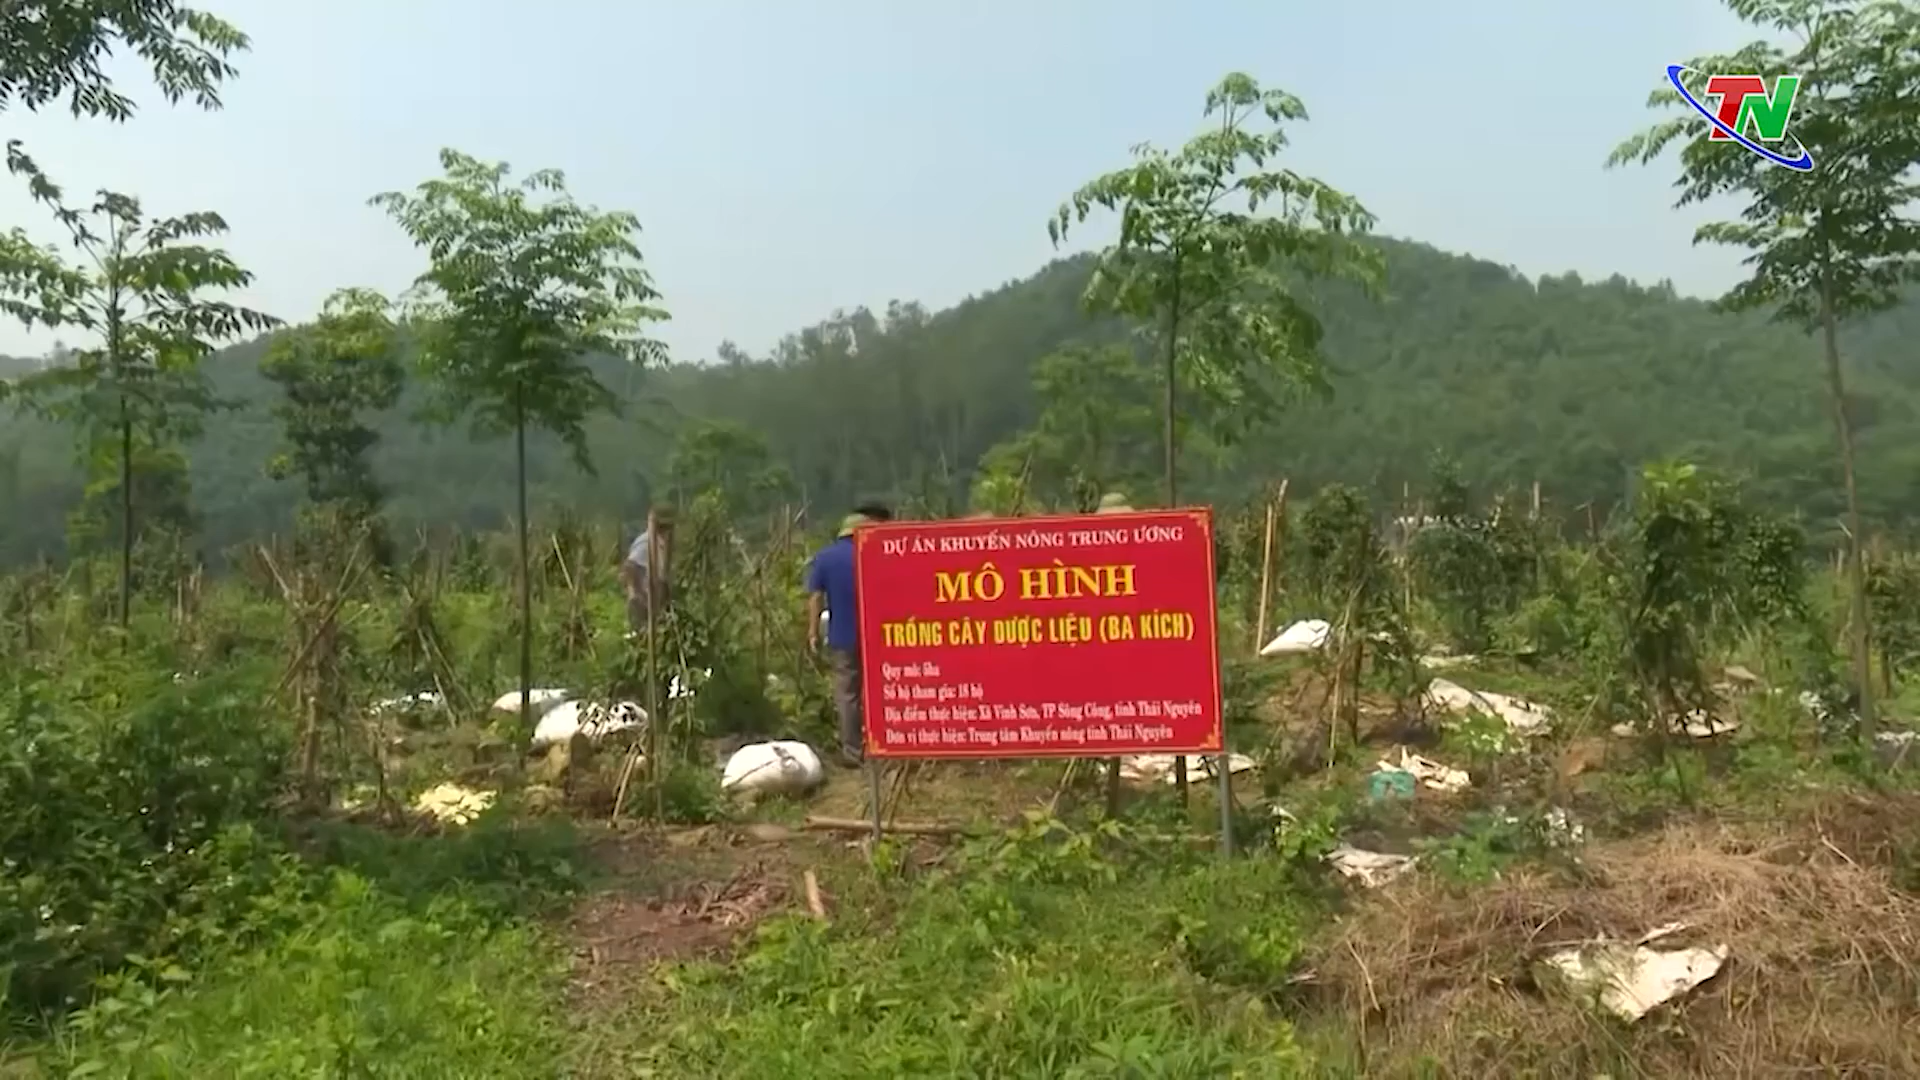 TN
DỰ ÁN KHUYẾN NÔNG TRUNG ƯƠNG
MÔ HÌNH
TRỒNG CÂY DƯỢC LIỆU (BA KÍCH)
Quy mô: 5ha
Số hộ tham gia: 18 hộ
Địa điểm thực hiện: Xã Vinh Sơn, TP Sông Công, tỉnh Thái Nguyên
Đơn vị thực hiện: Trung tâm Khuyến nông tỉnh Thái Nguyên